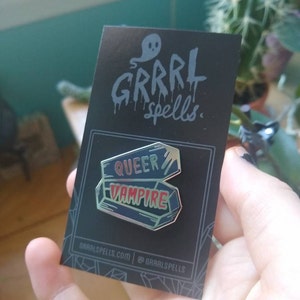 GRRRL
spells.
QUEER
VAMPIRE
GRRRLSPELLS.COM | @GRRRLSPELLS